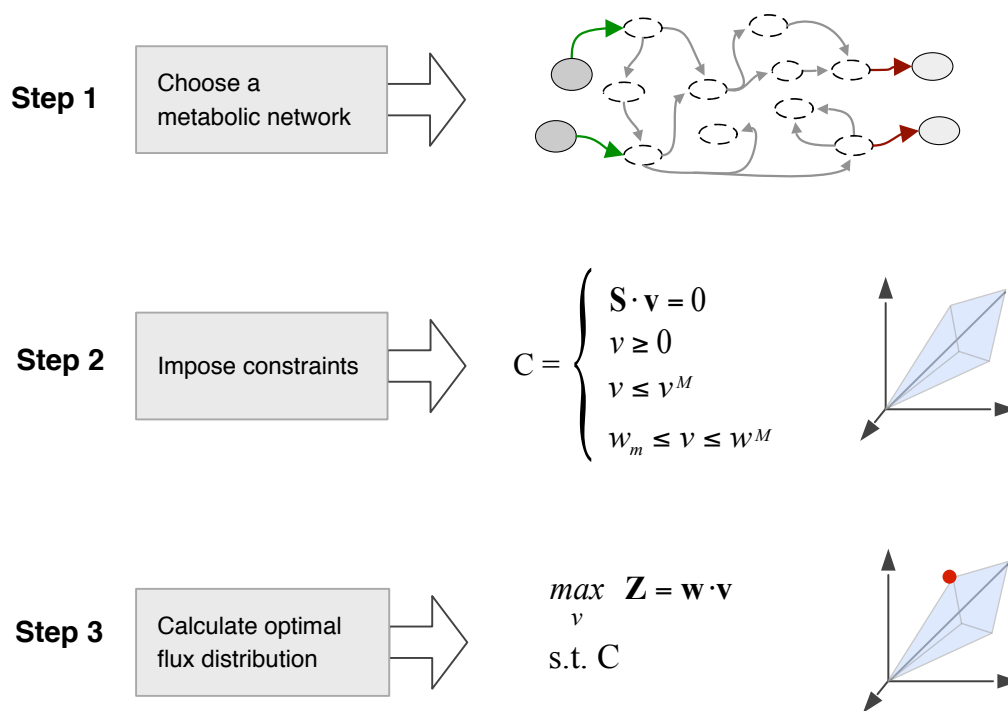 Step 1
Choose a
metabolic network
Step 2
Impose constraints
C =
S · v = 0
v ≥ 0
v ≤ v^M
w_m ≤ v ≤ w^M
Step 3
Calculate optimal
flux distribution
max Z = w · v
v
s.t. C